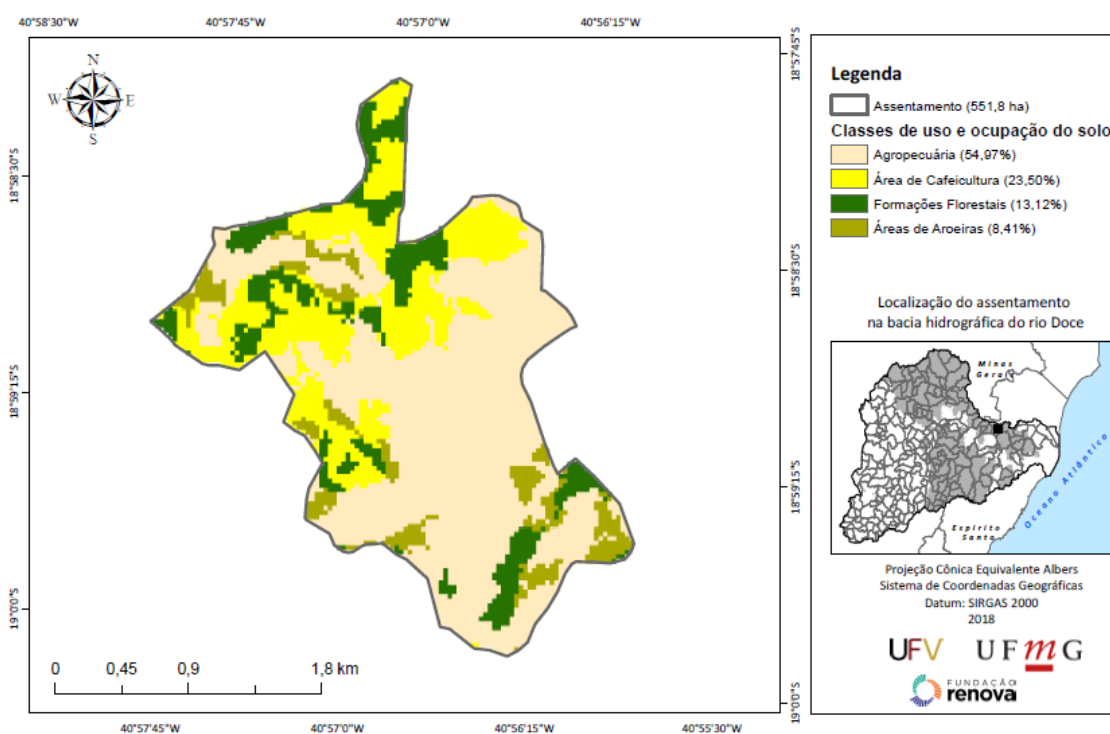 40°58'30"W
40°57'45"W
40°57'0"W
40°56'15"W
18°57'45"S
18°58'30"S
18°58'30"S
18°59'15"S
18°59'15"S
19°0'0"S
19°0'0"S
N
W
E
S
0
0,45
0,9
1,8 km
40°57'45"W
40°57'0"W
40°56'15"W
40°55'30"W
Legenda
Assentamento (551,8 ha)
Classes de uso e ocupação do solo
Agropecuária (54,97%)
Área de Cafeicultura (23,50%)
Formações Florestais (13,12%)
Áreas de Aroeiras (8,41%)
Localização do assentamento
na bacia hidrográfica do rio Doce
Minas
Gerais
Oceano Atlântico
Espírito
Santo
Projeção Cônica Equivalente Albers
Sistema de Coordenadas Geográficas
Datum: SIRGAS 2000
2018
UFV
UFmG
FUNDAÇÃO
renova